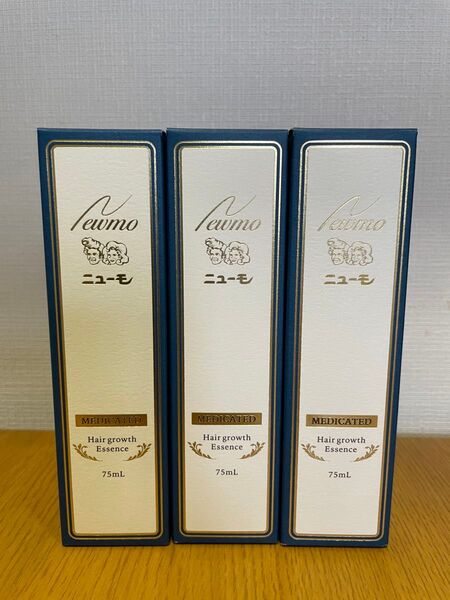 Newmo
ニューモ
MEDICATED
Hair growth
Essence
75mL
Newmo
ニューモ
MEDICATED
Hair growth
Essence
75mL
Newmo
ニューモ
MEDICATED
Hair growth
Essence
75mL